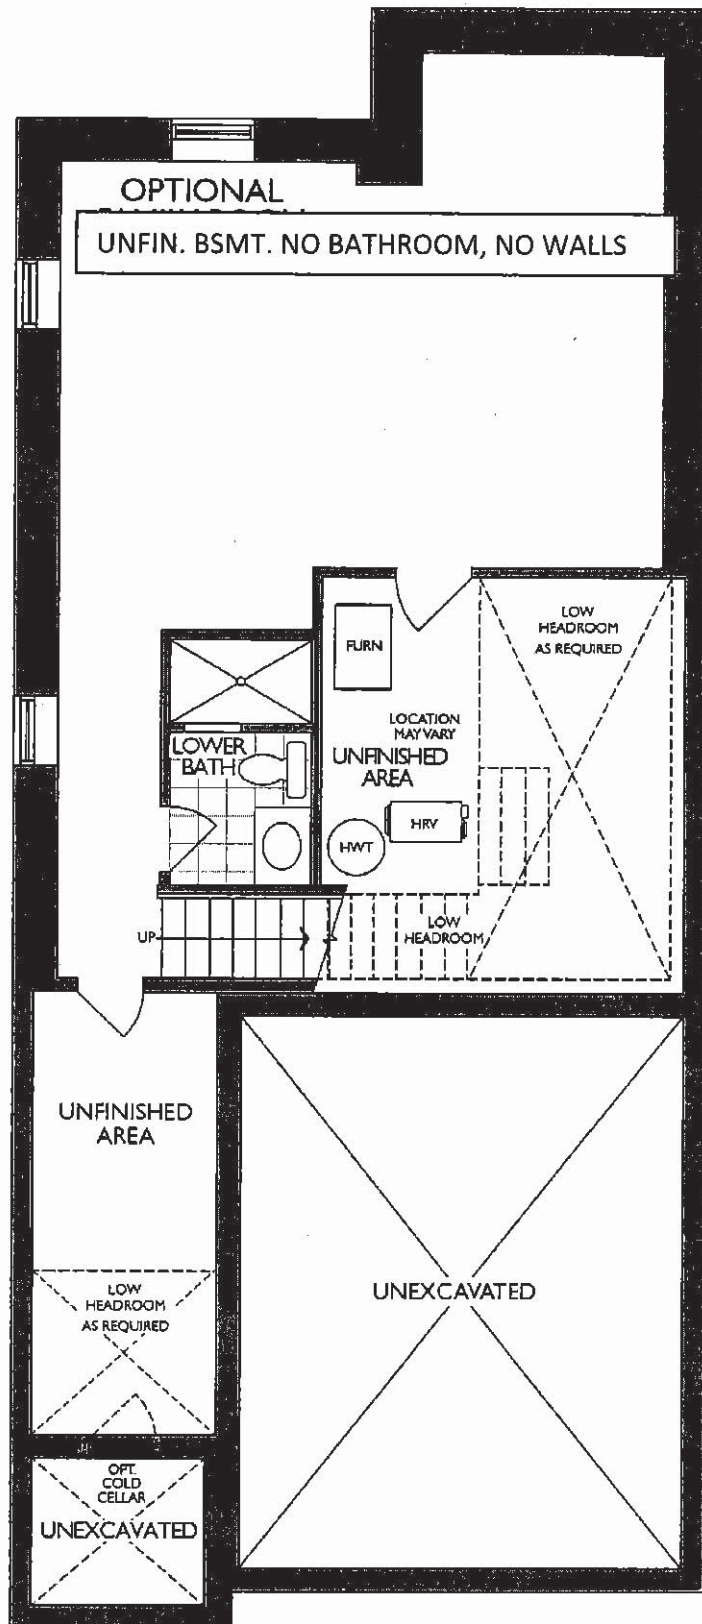 OPTIONAL
UNFIN. BSMT. NO BATHROOM, NO WALLS
LOW
HEADROOM
AS REQUIRED
FURN
LOCATION
MAY VARY
UNFINISHED
AREA
LOWER
BATH
HRV
HWT
UP
LOW
HEADROOM
UNFINISHED
AREA
LOW
HEADROOM
AS REQUIRED
UNEXCAVATED
OPT.
COLD
CELLAR
UNEXCAVATED